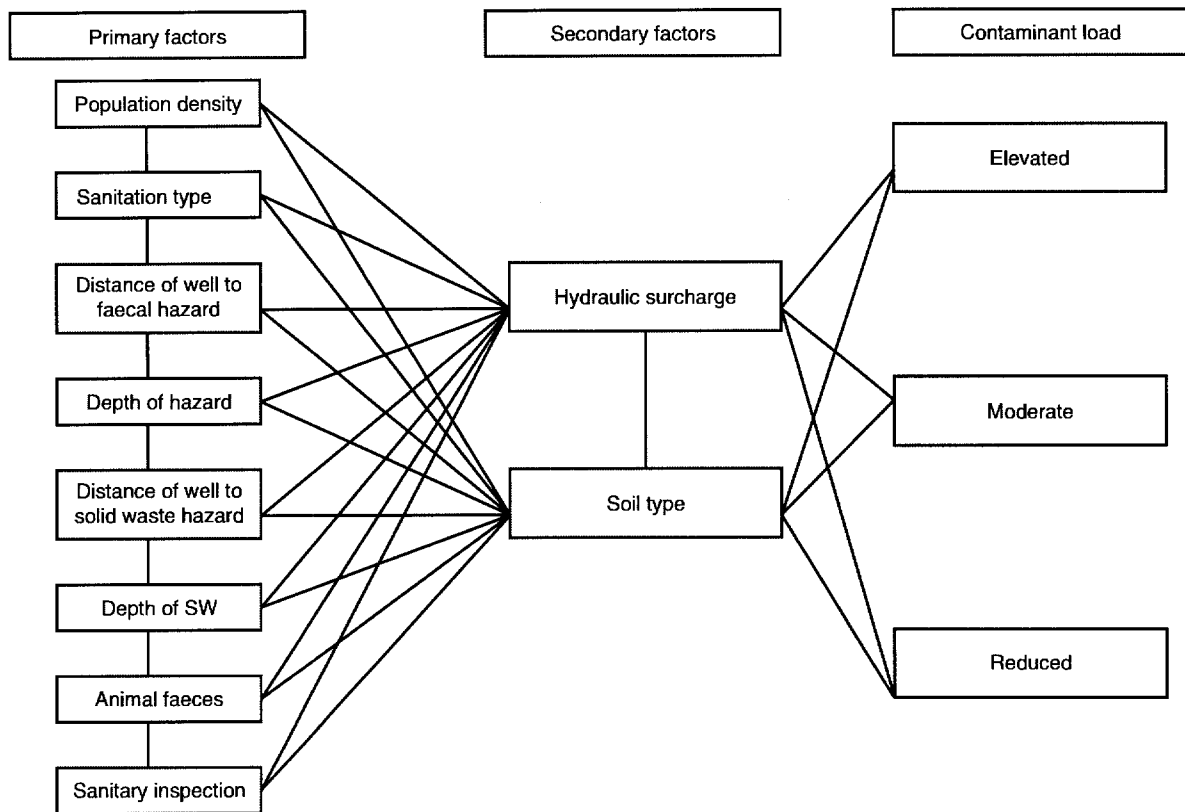 Primary factors
Secondary factors
Contaminant load
Population density
Sanitation type
Distance of well to
faecal hazard
Depth of hazard
Distance of well to
solid waste hazard
Depth of SW
Animal faeces
Sanitary inspection
Hydraulic surcharge
Soil type
Elevated
Moderate
Reduced